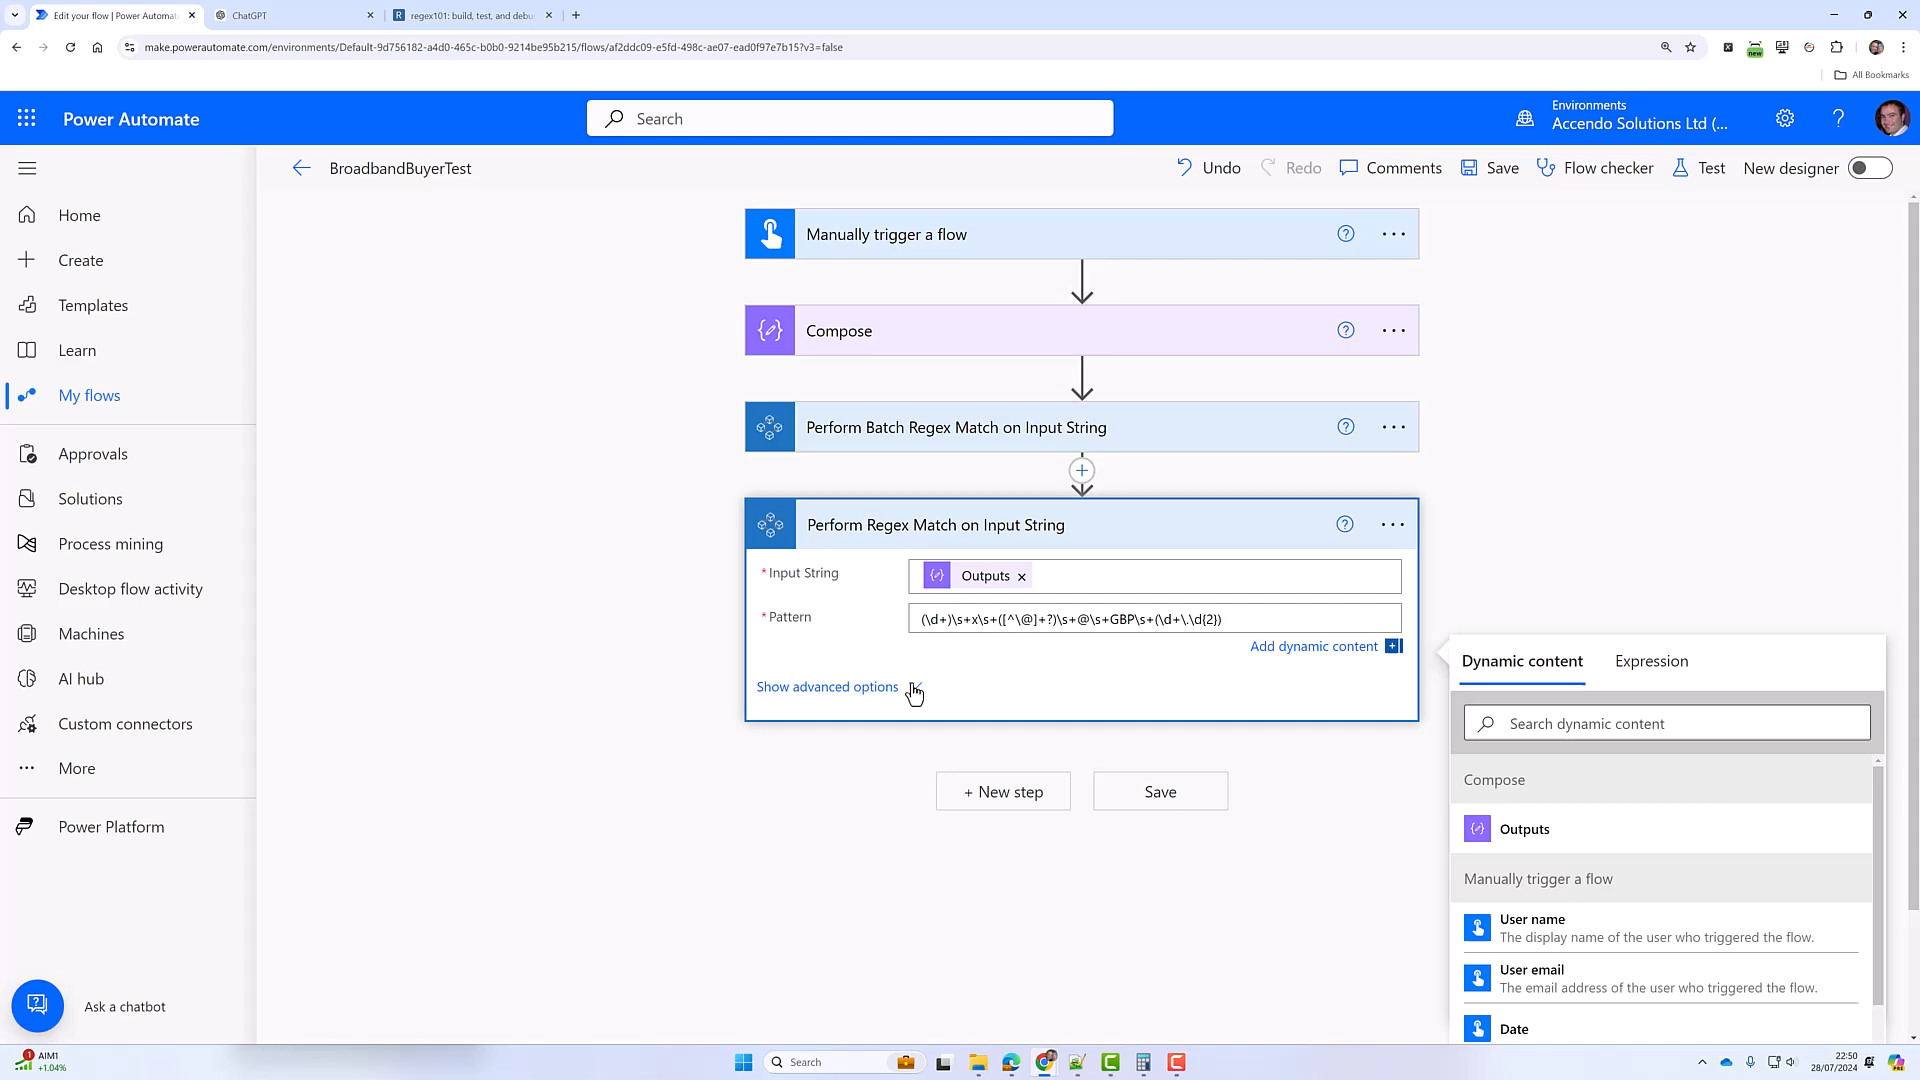 Edit your flow | Power Automat
ChatGPT
regex101: build, test, and debu
make.powerautomate.com/environments/Default-9d756182-a4d0-465c-b0b0-9214be95b215/flows/af2ddc09-e5fd-498c-ae07-ead0f97e7b15?v3=false
new
All Bookmarks
Power Automate
Search
Environments
Accendo Solutions Ltd (...
BroadbandBuyerTest
Undo
Redo
Comments
Save
Flow checker
Test
New designer
Home
Create
Templates
Learn
My flows
Approvals
Solutions
Process mining
Desktop flow activity
Machines
AI hub
Custom connectors
More
Power Platform
Ask a chatbot
Manually trigger a flow
Compose
Perform Batch Regex Match on Input String
Perform Regex Match on Input String
* Input String
Outputs
* Pattern
(\d+)\s+x\s+([^\@]+?)\s+@\s+GBP\s+(\d+\.\d{2})
Add dynamic content
Show advanced options
+ New step
Save
Dynamic content
Expression
Search dynamic content
Compose
Outputs
Manually trigger a flow
User name
The display name of the user who triggered the flow.
User email
The email address of the user who triggered the flow.
Date
1
AIM1
+1.04%
Search
22:50
28/07/2024
PRE